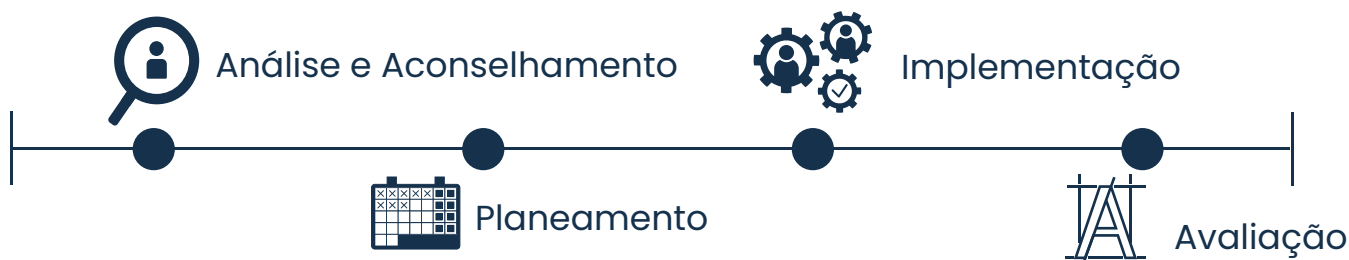 Análise e Aconselhamento
Implementação
Planeamento
Avaliação